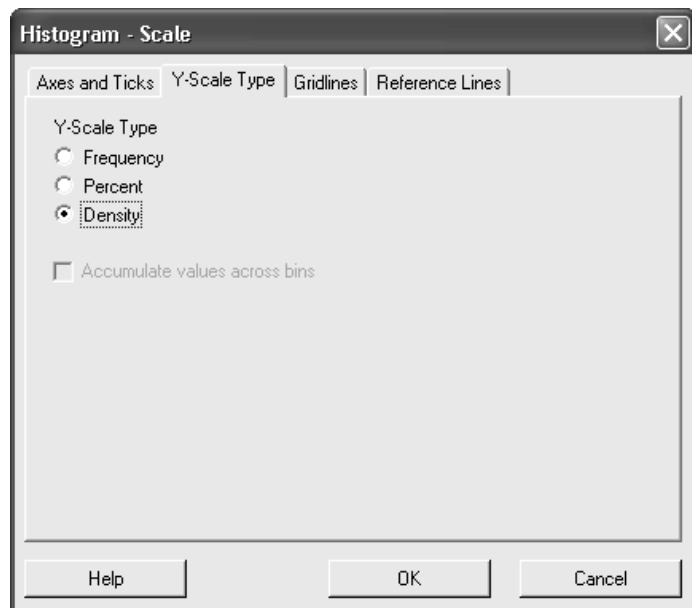 Histogram - Scale
Axes and Ticks Y-Scale Type Gridlines Reference Lines
Y-Scale Type
Frequency
Percent
Density
Accumulate values across bins
Help OK Cancel